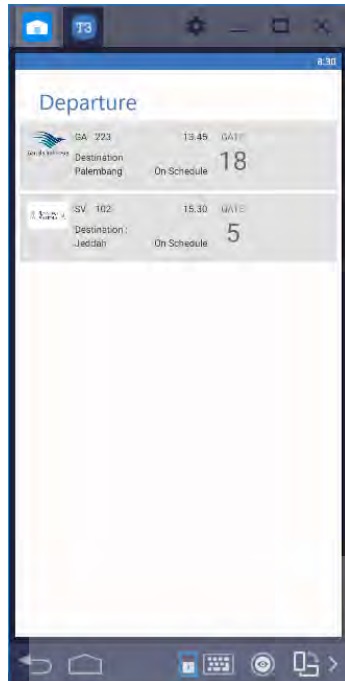 T3
8:30
Departure
GA 223 13.45 GATE
18
Destination
Palembang On Schedule
SV 102 15.30 GATE
5
Destination :
Jeddah On Schedule